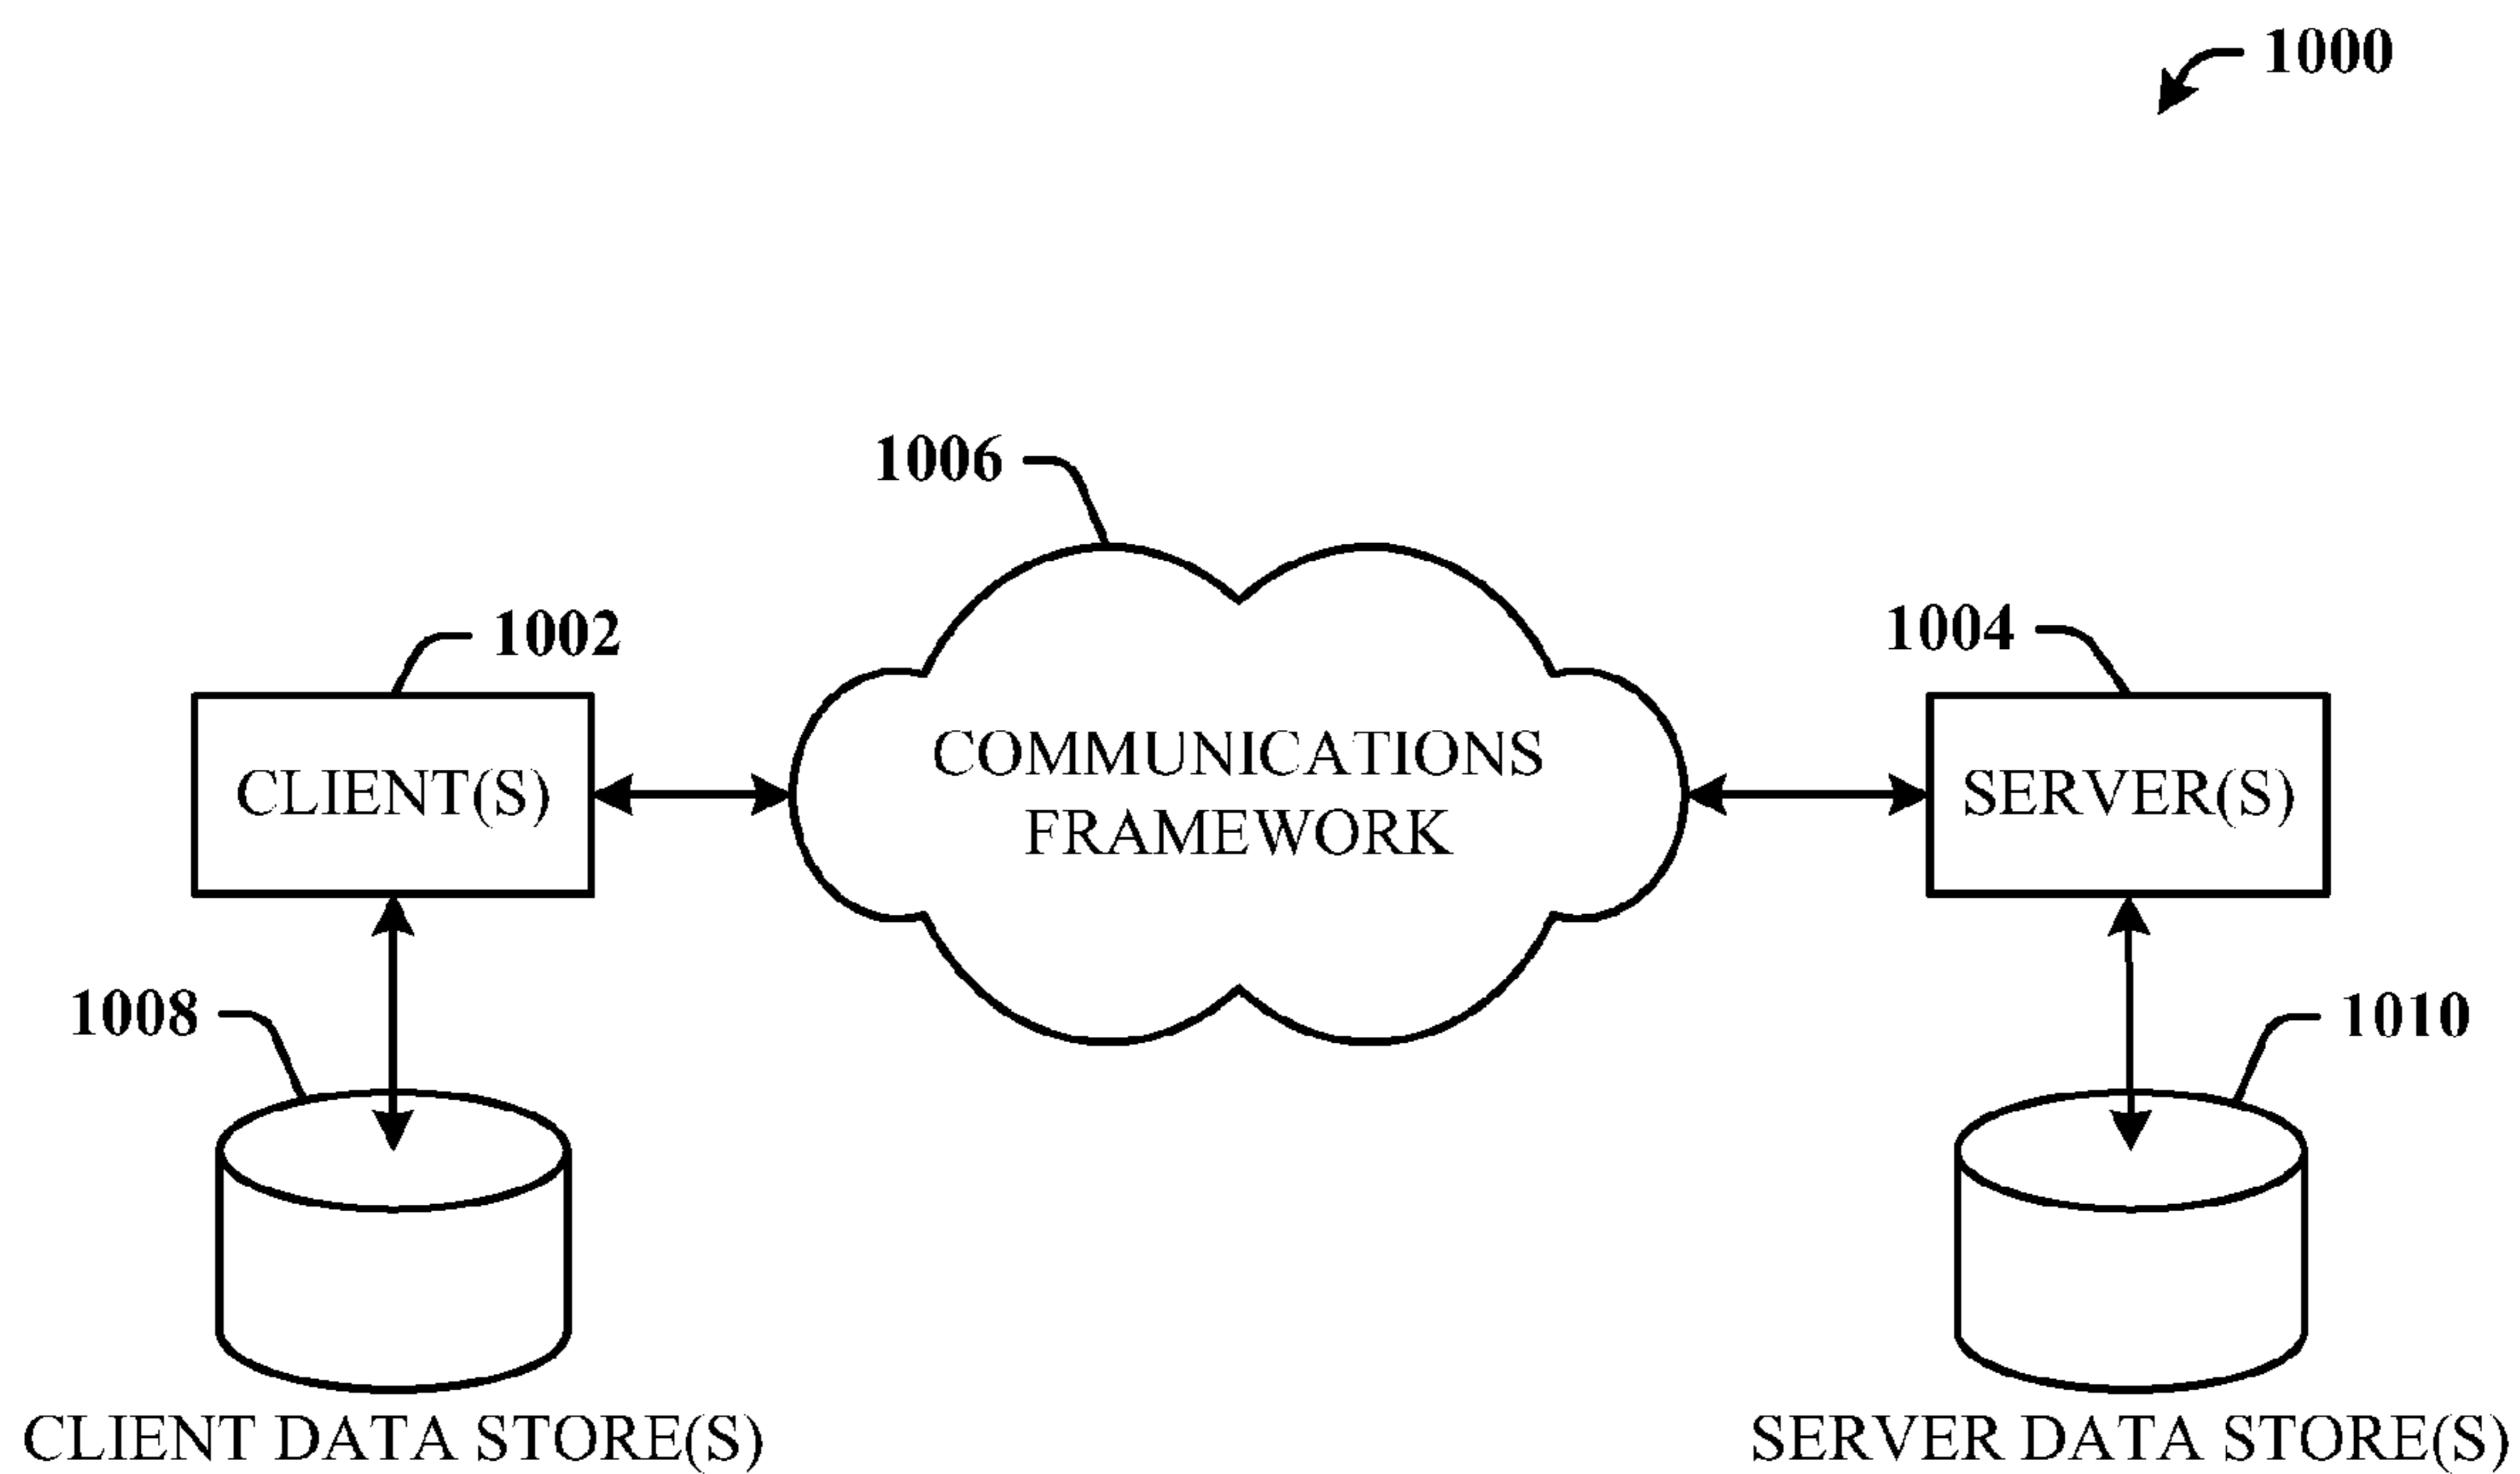 1000
1006
1002
1004
COMMUNICATIONS
FRAMEWORK
CLIENT(S)
SERVER(S)
1008
1010
CLIENT DATA STORE(S)
SERVER DATA STORE(S)